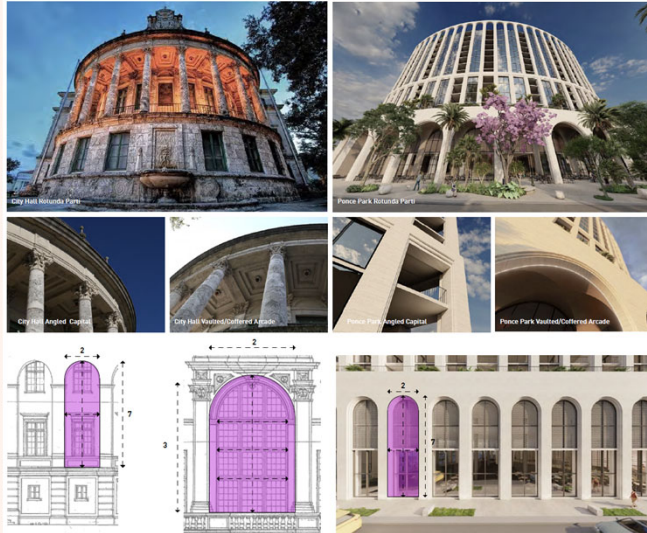 City Hall Rotunda Parti
Ponce Park Rotunda Parti
City Hall Angled Capital
City Hall Vaulted/Coffered Arcade
Ponce Park Angled Capital
Ponce Park Vaulted/Coffered Arcade
2
7
2
3
2
7